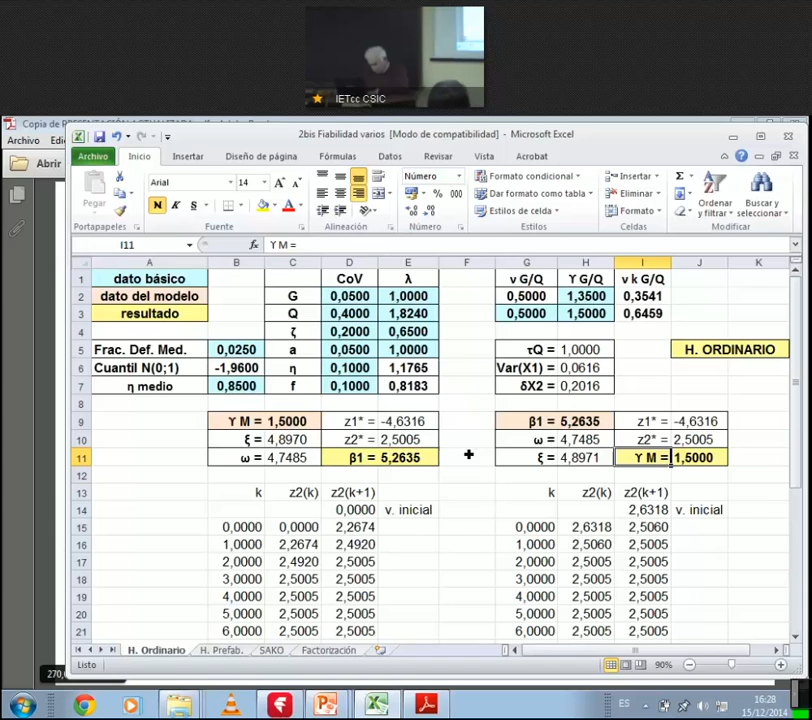 IETcc CSIC
Copia de PRESENTACIÓN ACTUALIZA
2bis Fiabilidad varios [Modo de compatibilidad] - Microsoft Excel
Archivo
Abrir
Archivo Inicio Insertar Diseño de página Fórmulas Datos Revisar Vista Acrobat
Pegar
Arial 14
N K S
Número
Formato condicional
Dar formato como tabla
Estilos de celda
Insertar
Eliminar
Formato
Ordenar y filtrar
Buscar y seleccionar
Portapapeles Fuente Alineación Número Estilos Celdas Modificar
I11 fx ϒ M =
A B C D E F G H I J K
1 dato básico CoV λ ν G/Q ϒ G/Q ν k G/Q
2 dato del modelo G 0,0500 1,0000 0,5000 1,3500 0,3541
3 resultado Q 0,4000 1,8240 0,5000 1,5000 0,6459
4 ζ 0,2000 0,6500
5 Frac. Def. Med. 0,0250 a 0,0500 1,0000 τQ = 1,0000 H. ORDINARIO
6 Cuantil N(0;1) -1,9600 η 0,1000 1,1765 Var(X1) = 0,0616
7 η medio 0,8500 f 0,1000 0,8183 δX2 = 0,2016
8
9 ϒ M = 1,5000 z1* = -4,6316 β1 = 5,2635 z1* = -4,6316
10 ξ = 4,8970 z2* = 2,5005 ω = 4,7485 z2* = 2,5005
11 ω = 4,7485 β1 = 5,2635 ξ = 4,8971 ϒ M = 1,5000
12
13 k z2(k) z2(k+1) k z2(k) z2(k+1)
14 0,0000 v. inicial 2,6318 v. inicial
15 0,0000 0,0000 2,2674 0,0000 2,6318 2,5060
16 1,0000 2,2674 2,4920 1,0000 2,5060 2,5005
17 2,0000 2,4920 2,5005 2,0000 2,5005 2,5005
18 3,0000 2,5005 2,5005 3,0000 2,5005 2,5005
19 4,0000 2,5005 2,5005 4,0000 2,5005 2,5005
20 5,0000 2,5005 2,5005 5,0000 2,5005 2,5005
21 6,0000 2,5005 2,5005 6,0000 2,5005 2,5005
H. Ordinario H. Prefab. SAKO Factorización
270,0
Listo 90%
ES 16:28
15/12/2014